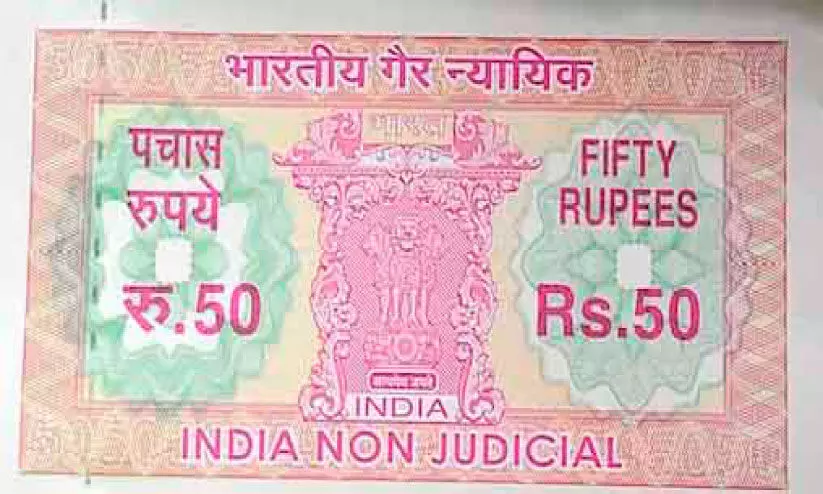 भारतीय गैर न्यायिक
पचास
रुपये
रु.50
FIFTY
RUPEES
Rs.50
INDIA
INDIA NON JUDICIAL